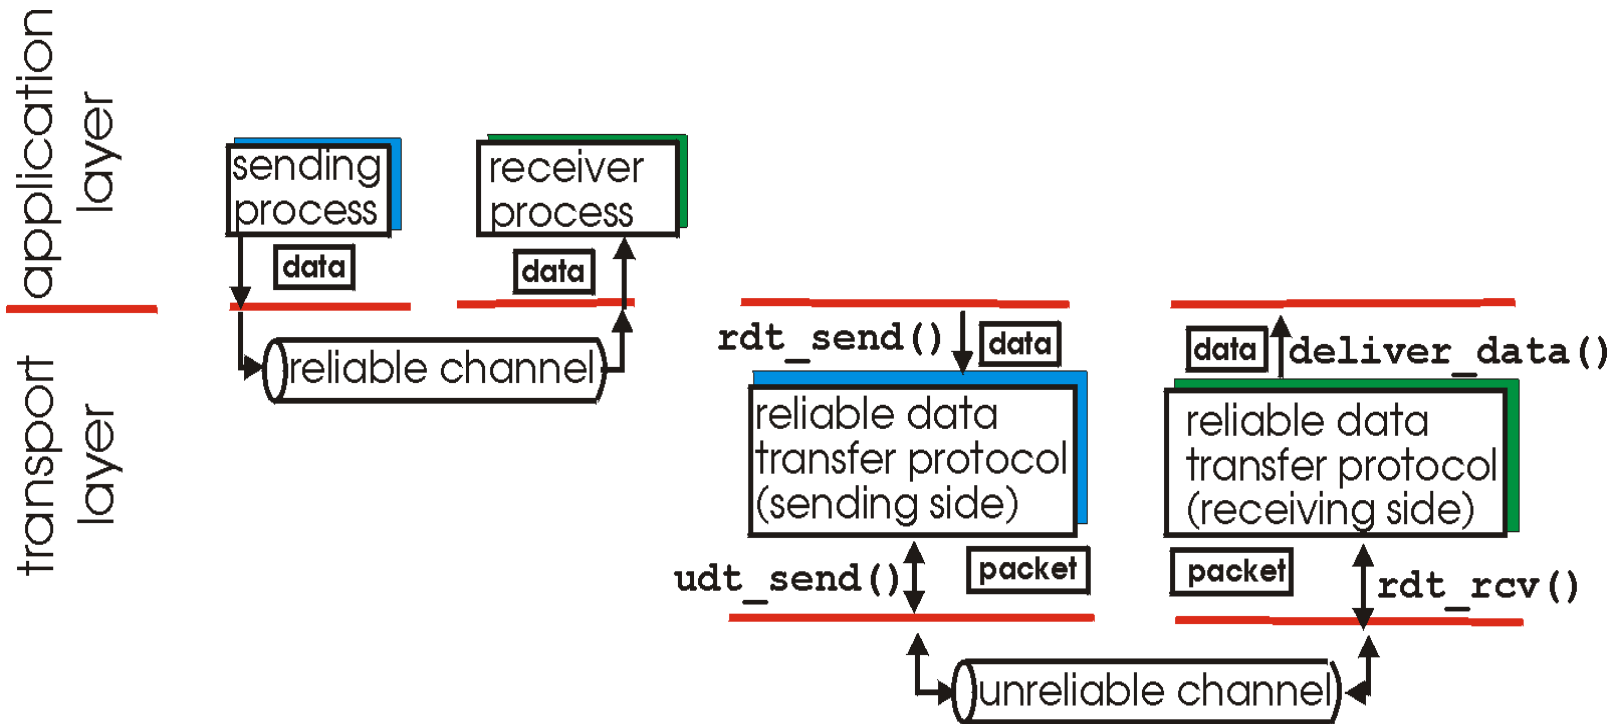 application
layer
transport
layer
sending
process
receiver
process
data
data
reliable channel
rdt_send()
data
data
deliver_data()
reliable data
transfer protocol
(sending side)
reliable data
transfer protocol
(receiving side)
udt_send()
packet
packet
rdt_rcv()
unreliable channel